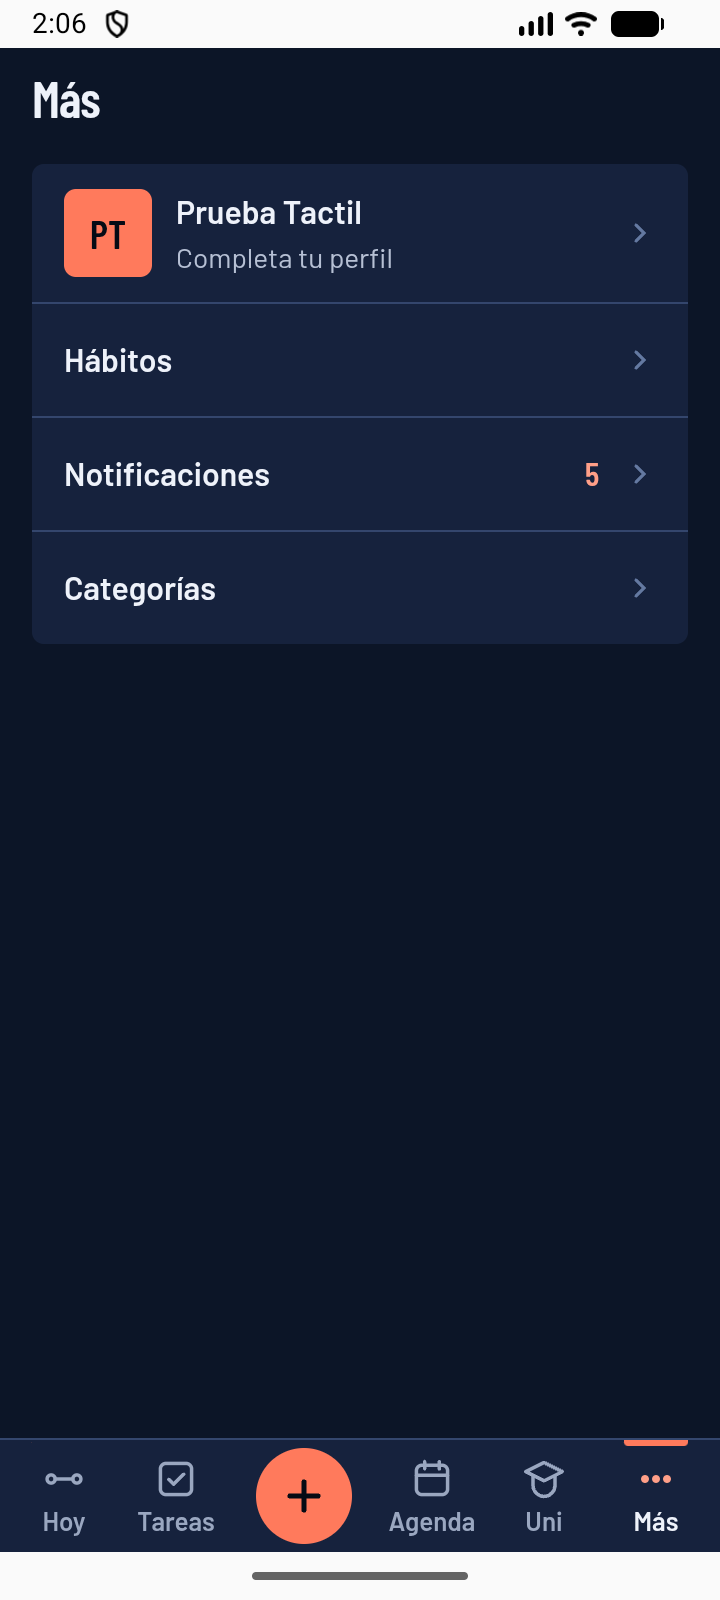 2:06
Más
PT
Prueba Tactil
Completa tu perfil
Hábitos
Notificaciones 5
Categorías
Hoy Tareas Agenda Uni Más